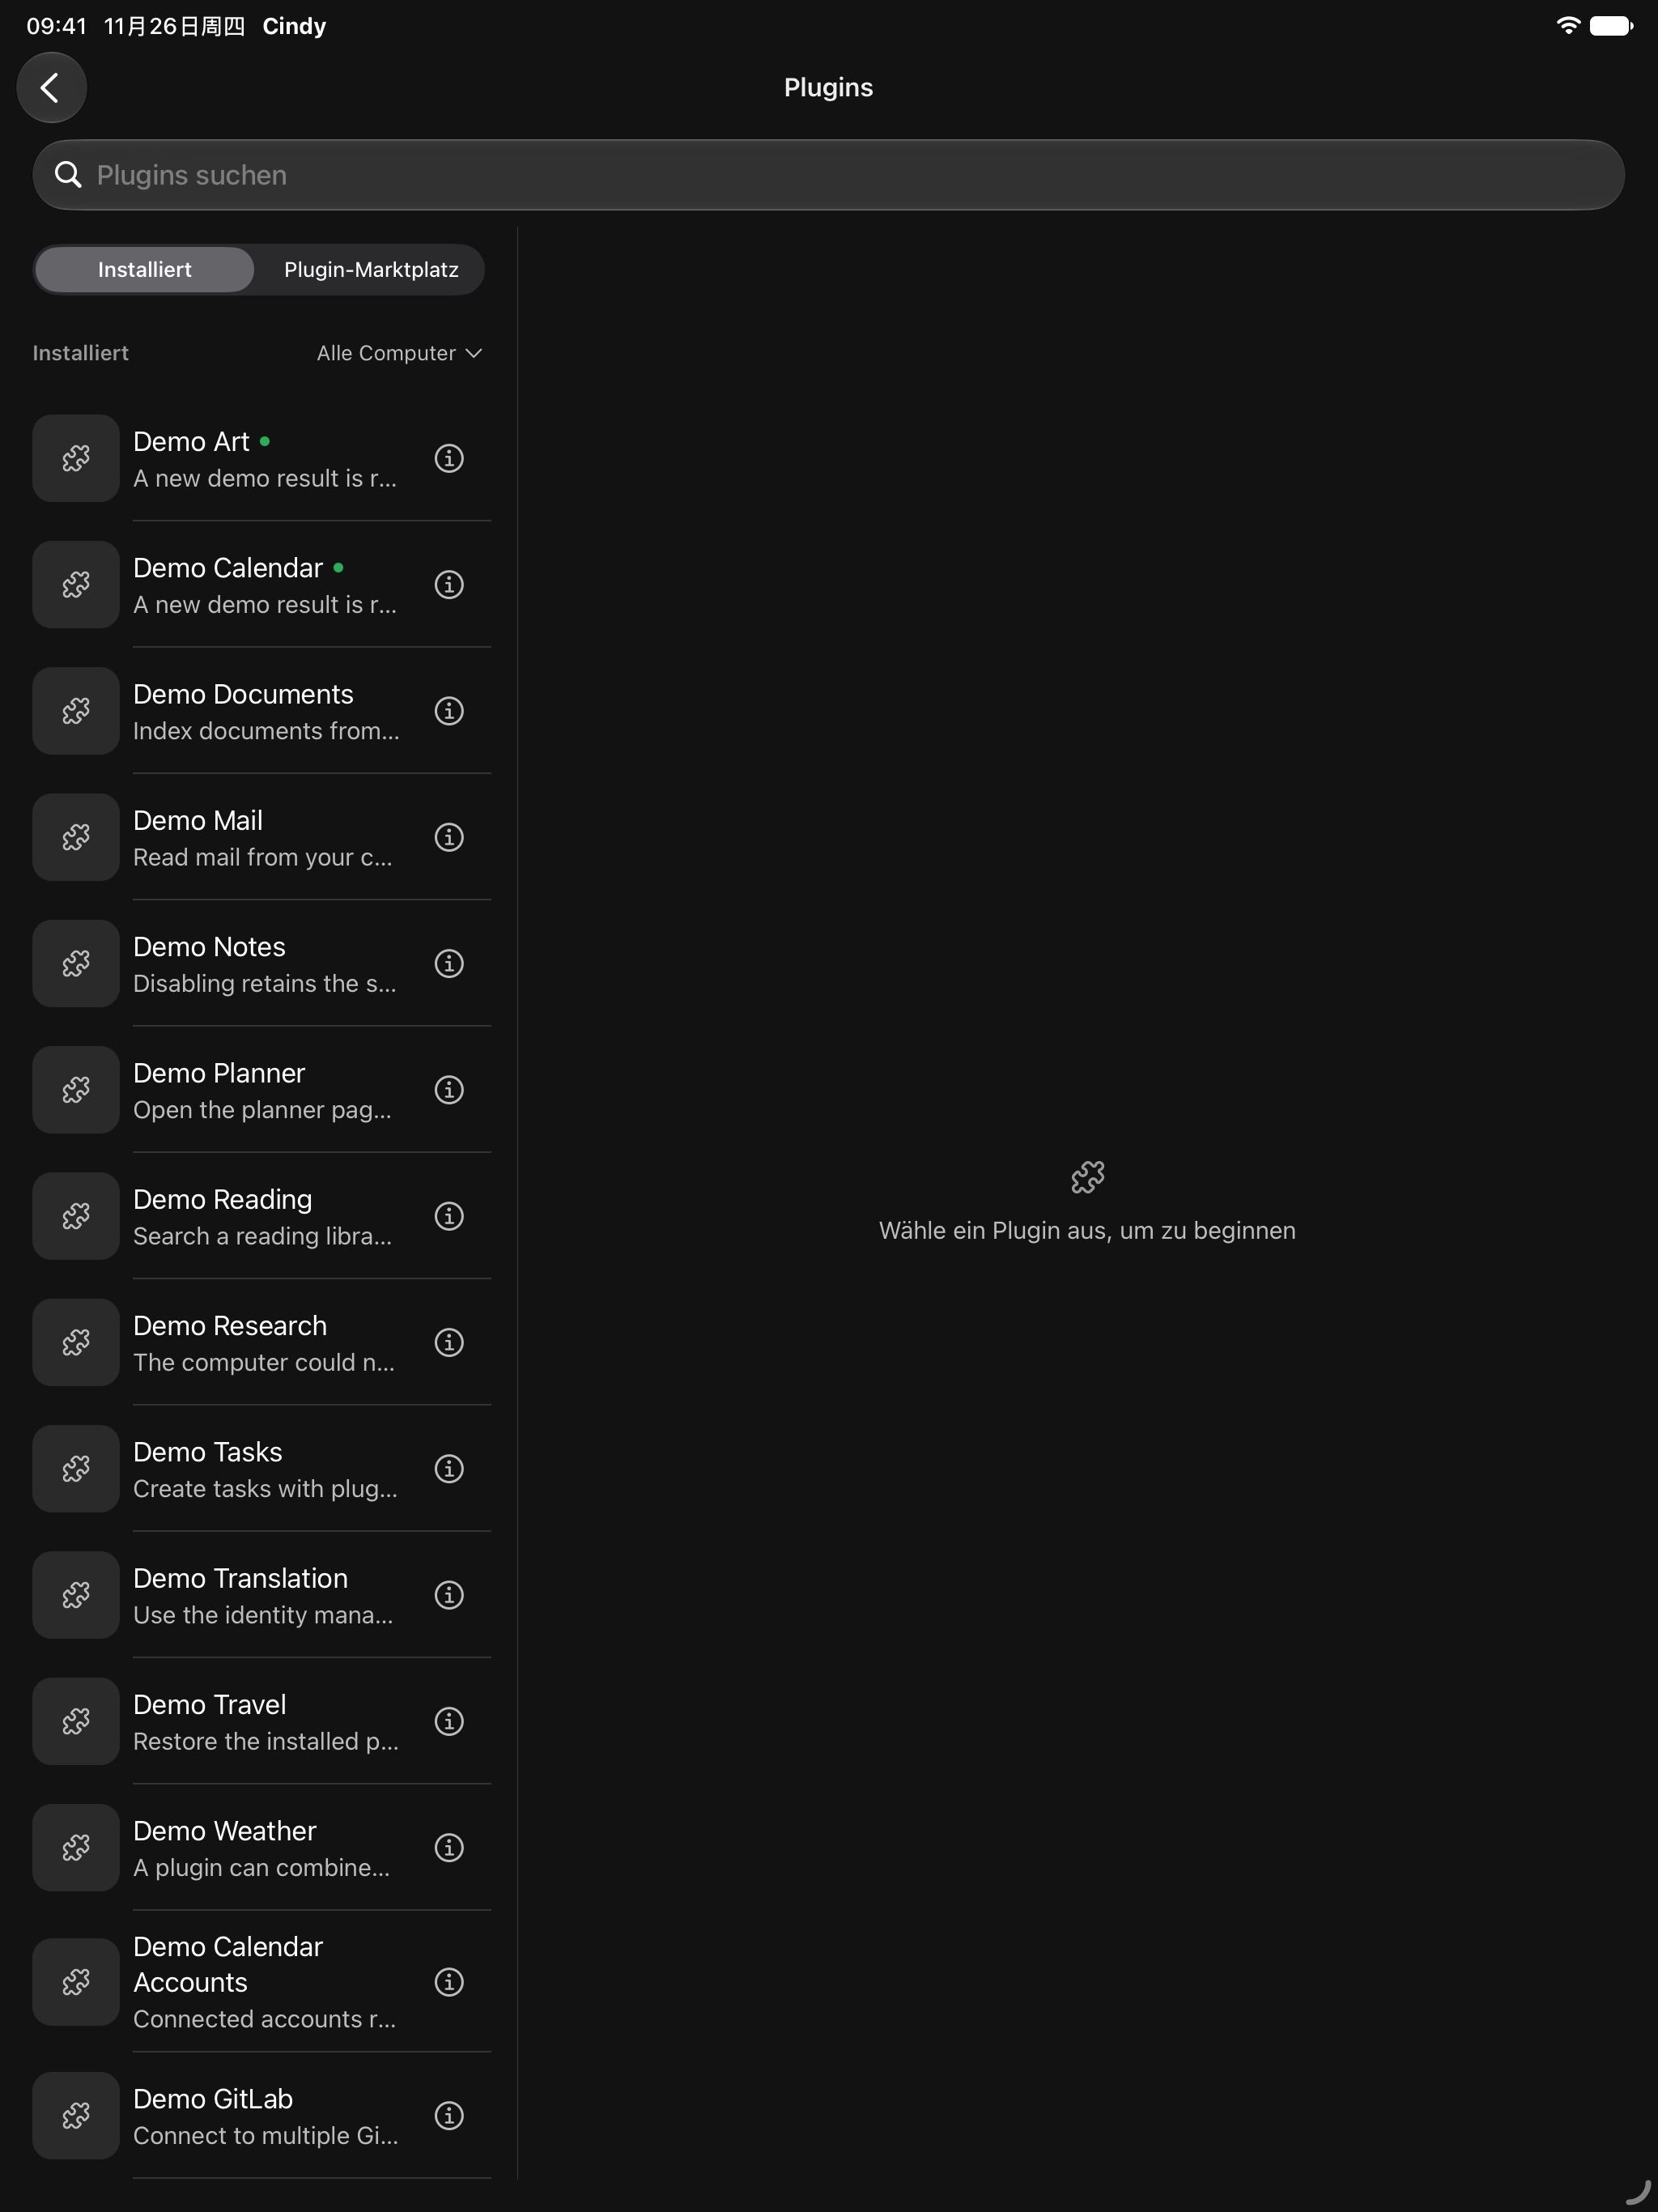 09:41 11月26日周四 Cindy
Plugins
Plugins suchen
Installiert Plugin-Marktplatz
Installiert Alle Computer
Demo Art
A new demo result is r...
Demo Calendar
A new demo result is r...
Demo Documents
Index documents from...
Demo Mail
Read mail from your c...
Demo Notes
Disabling retains the s...
Demo Planner
Open the planner pag...
Demo Reading
Search a reading libra...
Demo Research
The computer could n...
Demo Tasks
Create tasks with plug...
Demo Translation
Use the identity mana...
Demo Travel
Restore the installed p...
Demo Weather
A plugin can combine...
Demo Calendar
Accounts
Connected accounts r...
Demo GitLab
Connect to multiple Gi...
Wähle ein Plugin aus, um zu beginnen